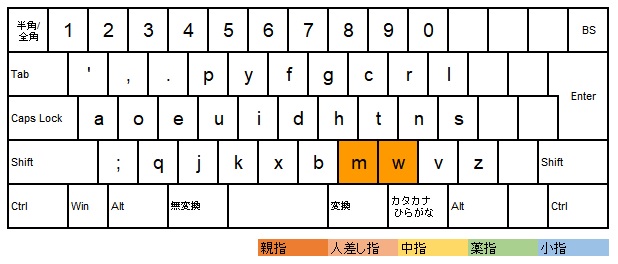 半角/全角 1 2 3 4 5 6 7 8 9 0 BS
Tab ' , . p y f g c r l Enter
Caps Lock a o e u i d h t n s
Shift ; q j k x b m w v z Shift
Ctrl Win Alt 無変換 変換 カタカナひらがな Alt Ctrl
親指 人差し指 中指 薬指 小指